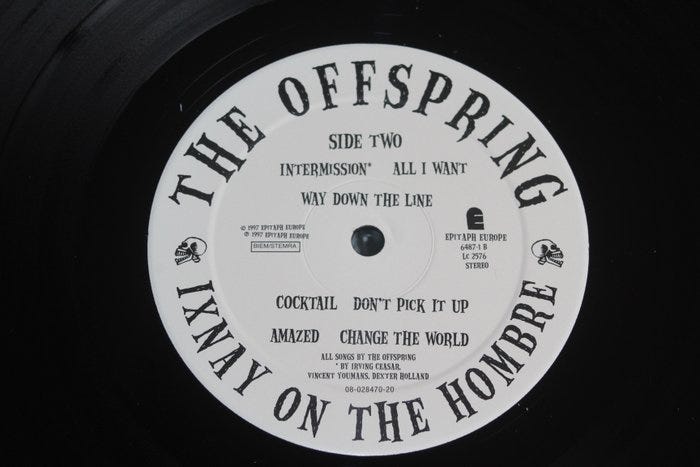 THE OFFSPRING
SIDE TWO
INTERMISSION* ALL I WANT
WAY DOWN THE LINE
© 1997 EPITAPH EUROPE
℗ 1997 EPITAPH EUROPE
BIEM/STEMRA
E
EPITAPH EUROPE
6487-1 B
LC 2576
STEREO
COCKTAIL DON'T PICK IT UP
AMAZED CHANGE THE WORLD
ALL SONGS BY THE OFFSPRING
* BY IRVING CEASAR,
VINCENT YOUMANS, DEXTER HOLLAND
08-028470-20
IXNAY ON THE HOMBRE